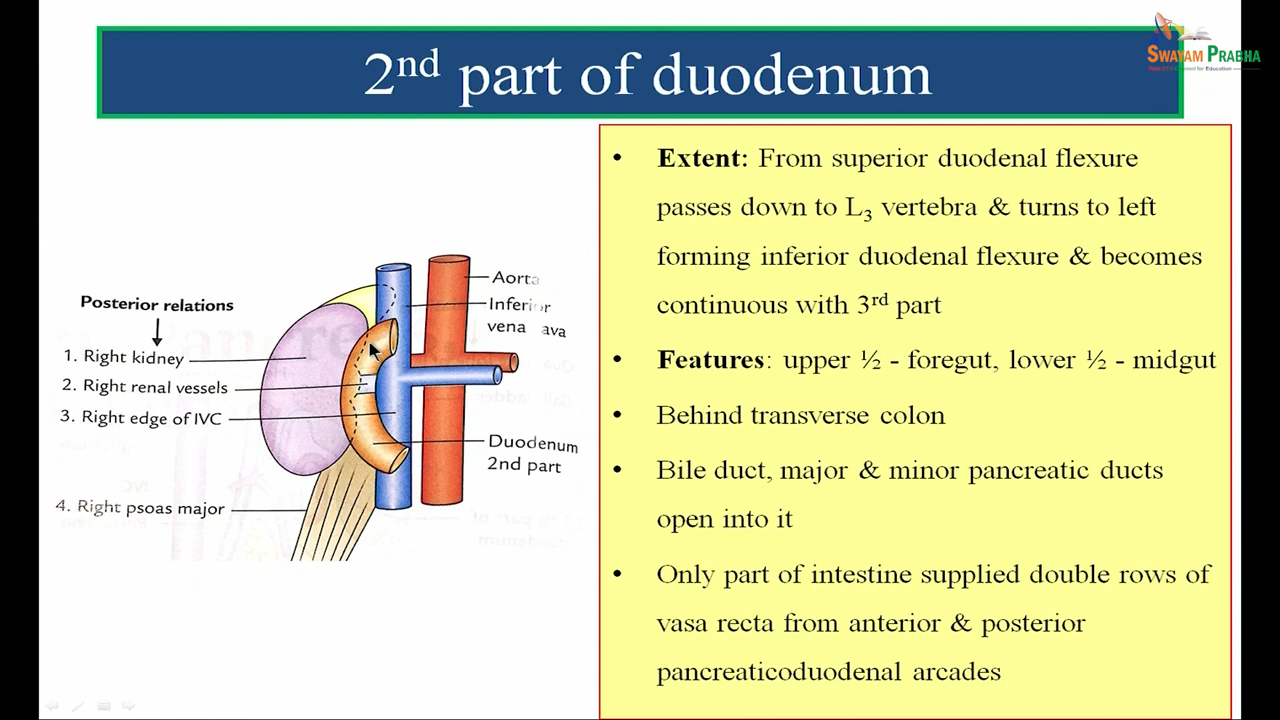 2nd part of duodenum
SWAYAM PRABHA
Posterior relations
1. Right kidney
2. Right renal vessels
3. Right edge of IVC
4. Right psoas major
Aorta
Inferior
vena ava
Duodenum
2nd part
• Extent: From superior duodenal flexure
passes down to L3 vertebra & turns to left
forming inferior duodenal flexure & becomes
continuous with 3rd part
• Features: upper ½ - foregut, lower ½ - midgut
• Behind transverse colon
• Bile duct, major & minor pancreatic ducts
open into it
• Only part of intestine supplied double rows of
vasa recta from anterior & posterior
pancreaticoduodenal arcades